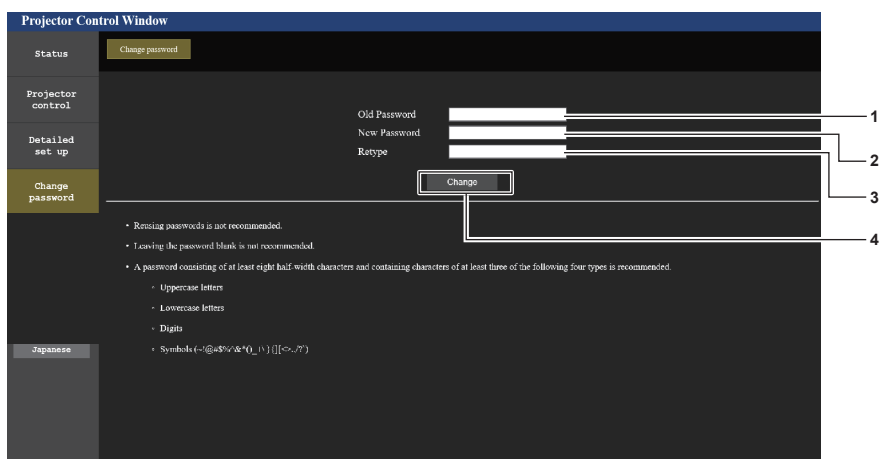 Projector Control Window
Status
Change password
Projector
control
Detailed
set up
Change
password
Japanese
Old Password
New Password
Retype
Change
1
2
3
4
• Reusing passwords is not recommended.
• Leaving the password blank is not recommended.
• A password consisting of at least eight half-width characters and containing characters of at least three of the following four types is recommended.
◦ Uppercase letters
◦ Lowercase letters
◦ Digits
◦ Symbols